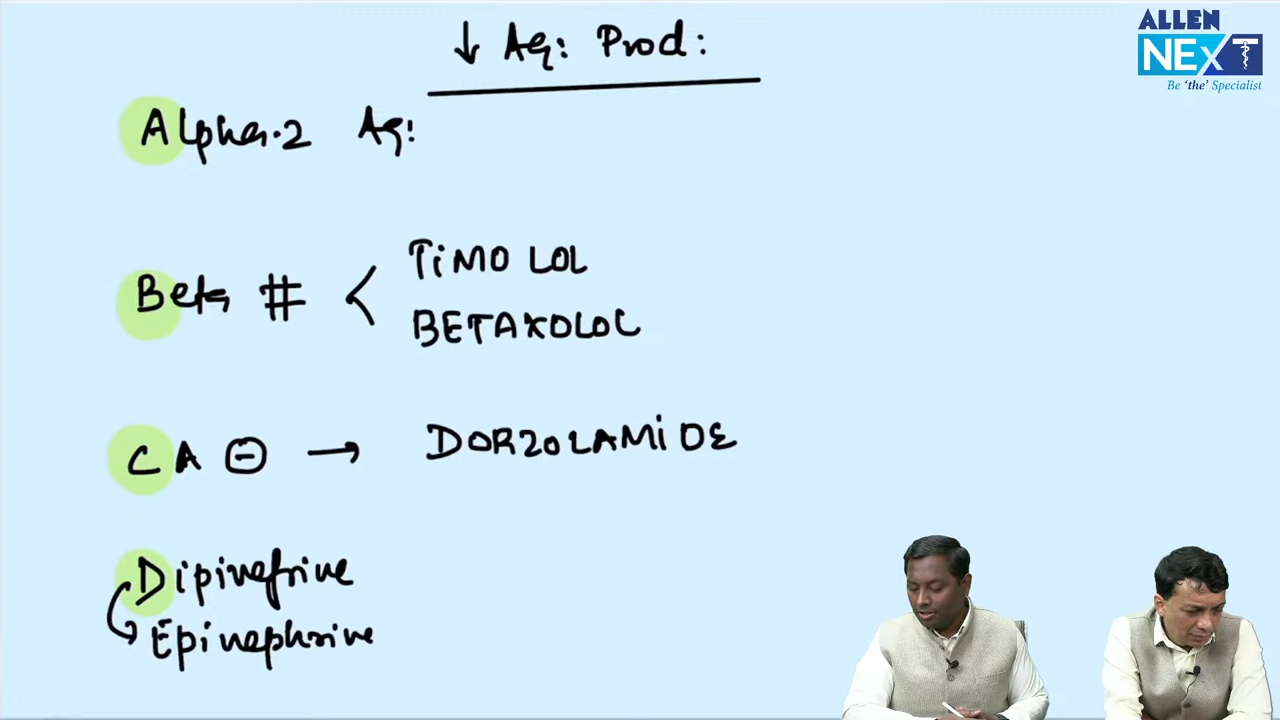 ↓ Aq: Prod:
Alpha-2 Ag:
Beta # < TiMOLOL
BETAXOLOL
CA ⊖ → DORZOLAMiDE
Dipivefrine
Epinephrine
ALLEN
NExT
Be 'the' Specialist